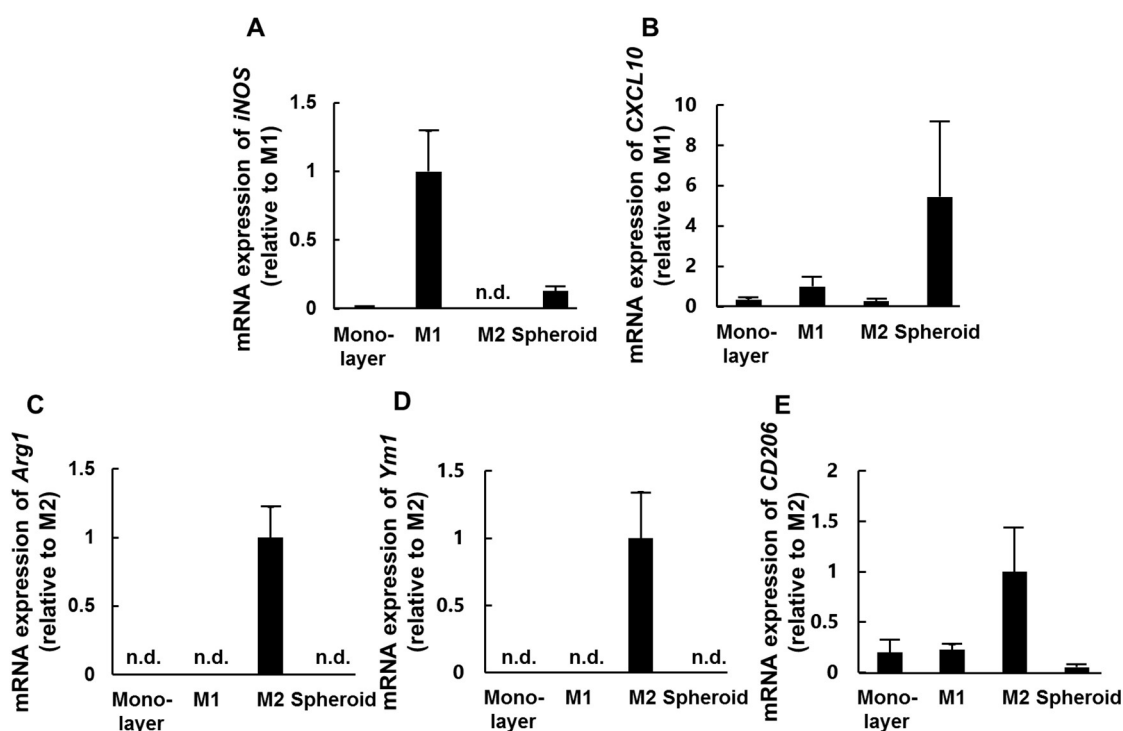 A
mRNA expression of iNOS
(relative to M1)
1.5
1
0.5
0
n.d.
Mono-
layer
M1
M2 Spheroid
B
mRNA expression of CXCL10
(relative to M1)
10
8
6
4
2
0
Mono-
layer
M1
M2 Spheroid
C
mRNA expression of Arg1
(relative to M2)
1.5
1
0.5
0
n.d.
n.d.
n.d.
Mono-
layer
M1
M2 Spheroid
D
mRNA expression of Ym1
(relative to M2)
1.5
1
0.5
0
n.d.
n.d.
n.d.
Mono-
layer
M1
M2 Spheroid
E
mRNA expression of CD206
(relative to M2)
2
1.5
1
0.5
0
Mono-
layer
M1
M2 Spheroid